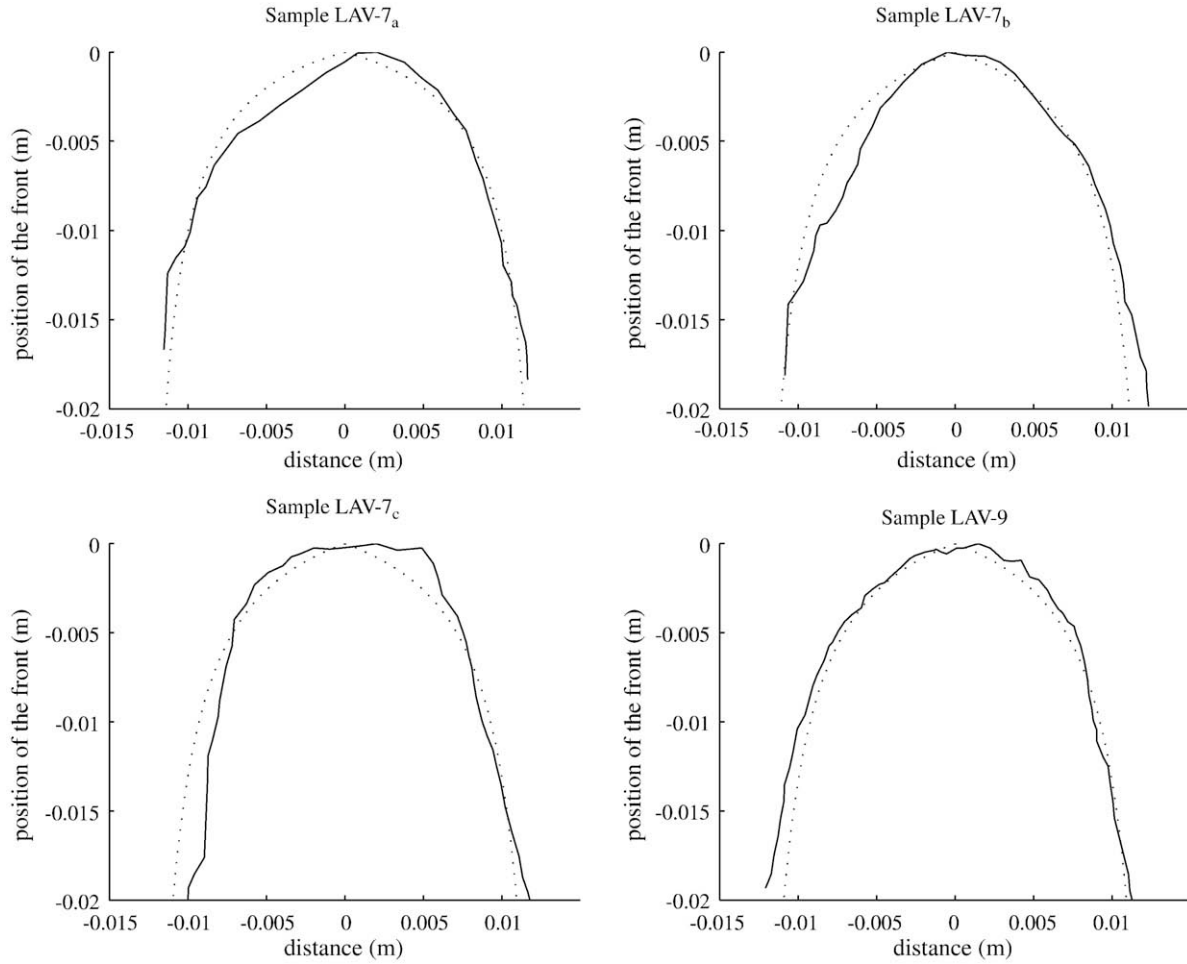 Sample LAV-7a
0
-0.005
-0.01
-0.015
-0.02
position of the front (m)
-0.015 -0.01 -0.005 0 0.005 0.01
distance (m)
Sample LAV-7b
0
-0.005
-0.01
-0.015
-0.02
position of the front (m)
-0.015 -0.01 -0.005 0 0.005 0.01
distance (m)
Sample LAV-7c
0
-0.005
-0.01
-0.015
-0.02
position of the front (m)
-0.015 -0.01 -0.005 0 0.005 0.01
distance (m)
Sample LAV-9
0
-0.005
-0.01
-0.015
-0.02
position of the front (m)
-0.015 -0.01 -0.005 0 0.005 0.01
distance (m)